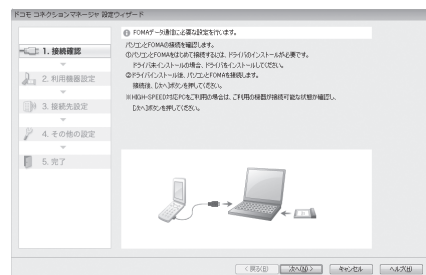 ドコモ コネクションマネージャ 設定ウィザード
FOMAデータ通信に必要な設定を行います。
1. 接続確認
2. 利用機器設定
3. 接続先設定
4. その他の設定
5. 完了
パソコンとFOMAの接続を確認します。
①パソコンとFOMAをはじめて接続するには、ドライバのインストールが必要です。
ドライバ未インストールの場合、ドライバをインストールしてください。
②ドライバインストール後、パソコンとFOMAを接続します。
接続後、[次へ]ボタンを押してください。
※HIGH-SPEED対応PCをご利用の場合は、ご利用の機器が接続可能な状態か確認し、
[次へ]ボタンを押してください。
<戻る(B)
次へ(N)>
キャンセル
ヘルプ(H)